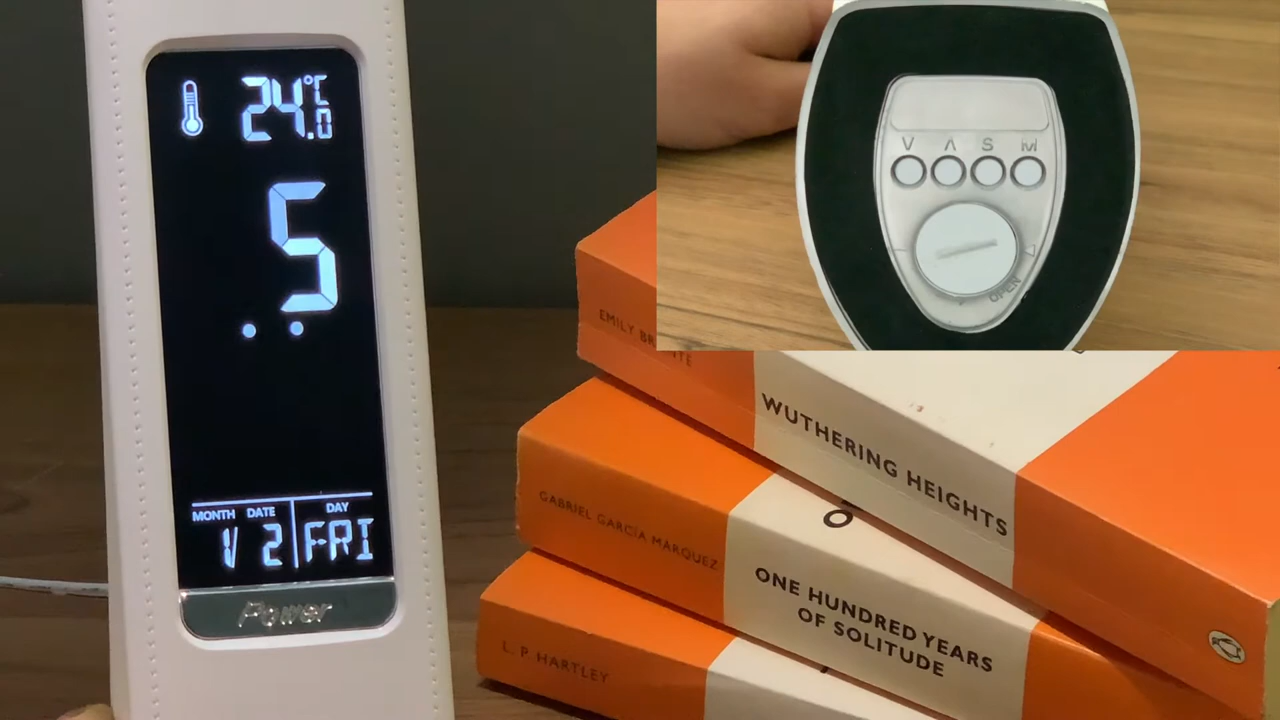 24.0°C
5
MONTH DATE DAY
1/ 2 FRI
Power
V Λ S M
OPEN
EMILY BRONTE
WUTHERING HEIGHTS
GABRIEL GARCÍA MÁRQUEZ
ONE HUNDRED YEARS
OF SOLITUDE
L. P. HARTLEY